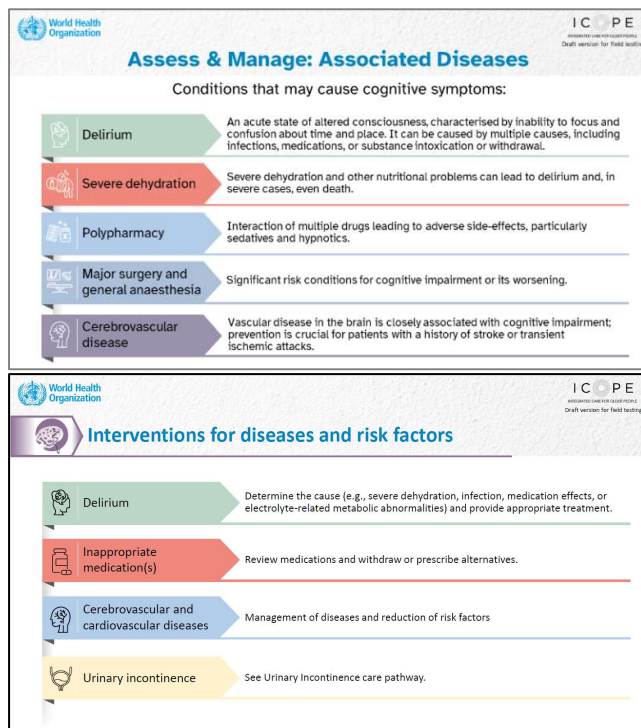 World Health
Organization
I C O P E
INTEGRATED CARE FOR OLDER PEOPLE
Draft version for field testing
Assess & Manage: Associated Diseases
Conditions that may cause cognitive symptoms:
Delirium
An acute state of altered consciousness, characterised by inability to focus and
confusion about time and place. It can be caused by multiple causes, including
infections, medications, or substance intoxication or withdrawal.
Severe dehydration
Severe dehydration and other nutritional problems can lead to delirium and, in
severe cases, even death.
Polypharmacy
Interaction of multiple drugs leading to adverse side-effects, particularly
sedatives and hypnotics.
Major surgery and
general anaesthesia
Significant risk conditions for cognitive impairment or its worsening.
Cerebrovascular
disease
Vascular disease in the brain is closely associated with cognitive impairment;
prevention is crucial for patients with a history of stroke or transient
ischemic attacks.
World Health
Organization
I C O P E
INTEGRATED CARE FOR OLDER PEOPLE
Draft version for field testing
Interventions for diseases and risk factors
Delirium
Determine the cause (e.g., severe dehydration, infection, medication effects, or
electrolyte-related metabolic abnormalities) and provide appropriate treatment.
Inappropriate
medication(s)
Review medications and withdraw or prescribe alternatives.
Cerebrovascular and
cardiovascular diseases
Management of diseases and reduction of risk factors
Urinary incontinence
See Urinary Incontinence care pathway.